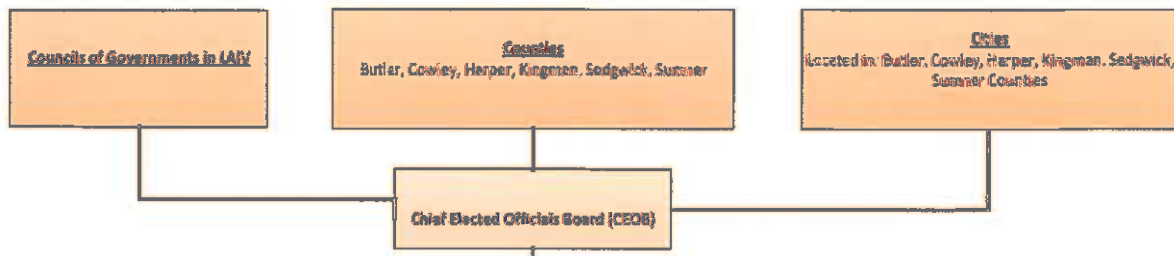 Councils of Governments in LAIV
Counties
Butler, Cowley, Harper, Kingman, Sedgwick, Sumner
Cities
Located in: Butler, Cowley, Harper, Kingman, Sedgwick,
Sumner Counties
Chief Elected Officials Board (CEOB)